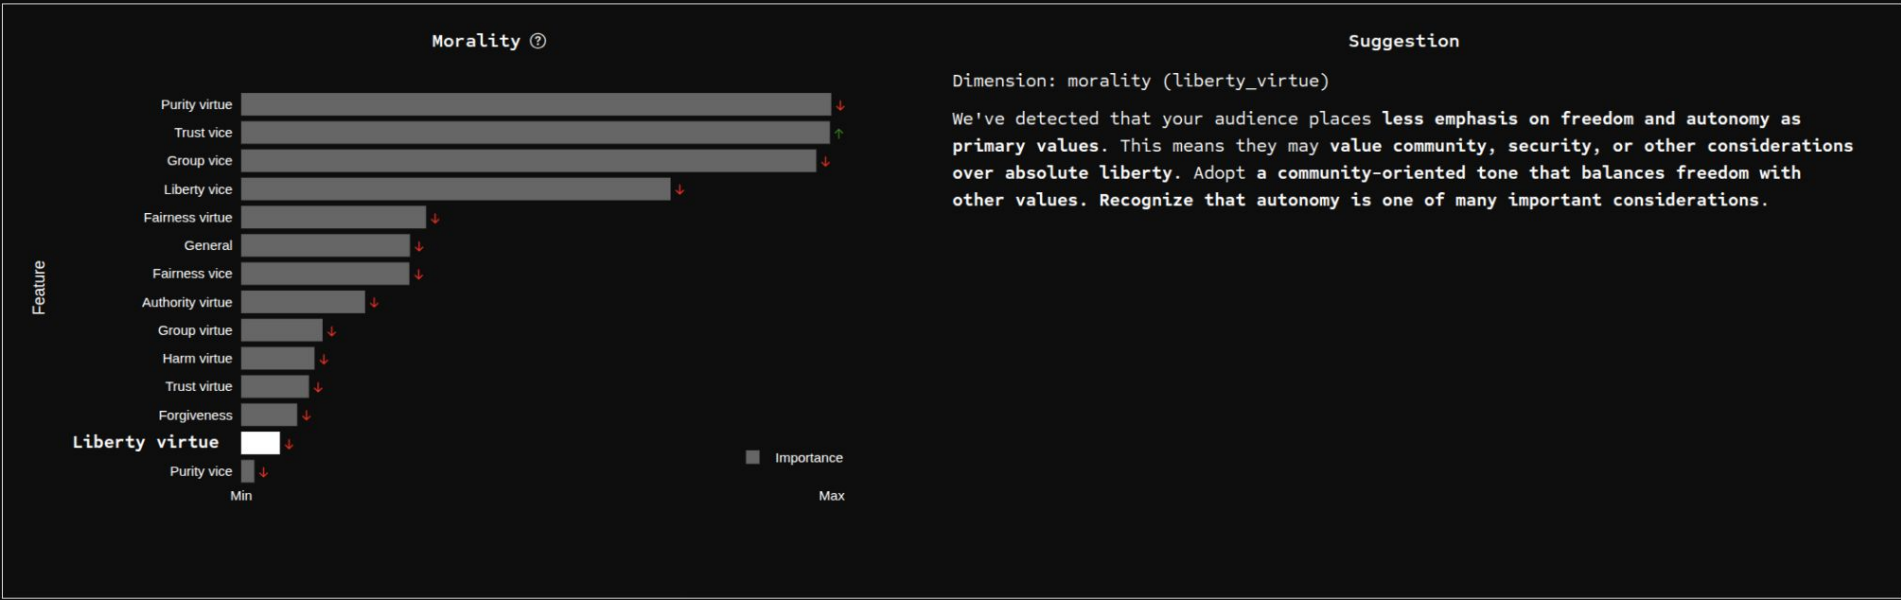 Morality ?
Purity virtue
Trust vice
Group vice
Liberty vice
Fairness virtue
General
Fairness vice
Authority virtue
Group virtue
Harm virtue
Trust virtue
Forgiveness
Liberty virtue
Purity vice
Feature
Min
Max
Importance
Suggestion
Dimension: morality (liberty_virtue)
We've detected that your audience places less emphasis on freedom and autonomy as
primary values. This means they may value community, security, or other considerations
over absolute liberty. Adopt a community-oriented tone that balances freedom with
other values. Recognize that autonomy is one of many important considerations.